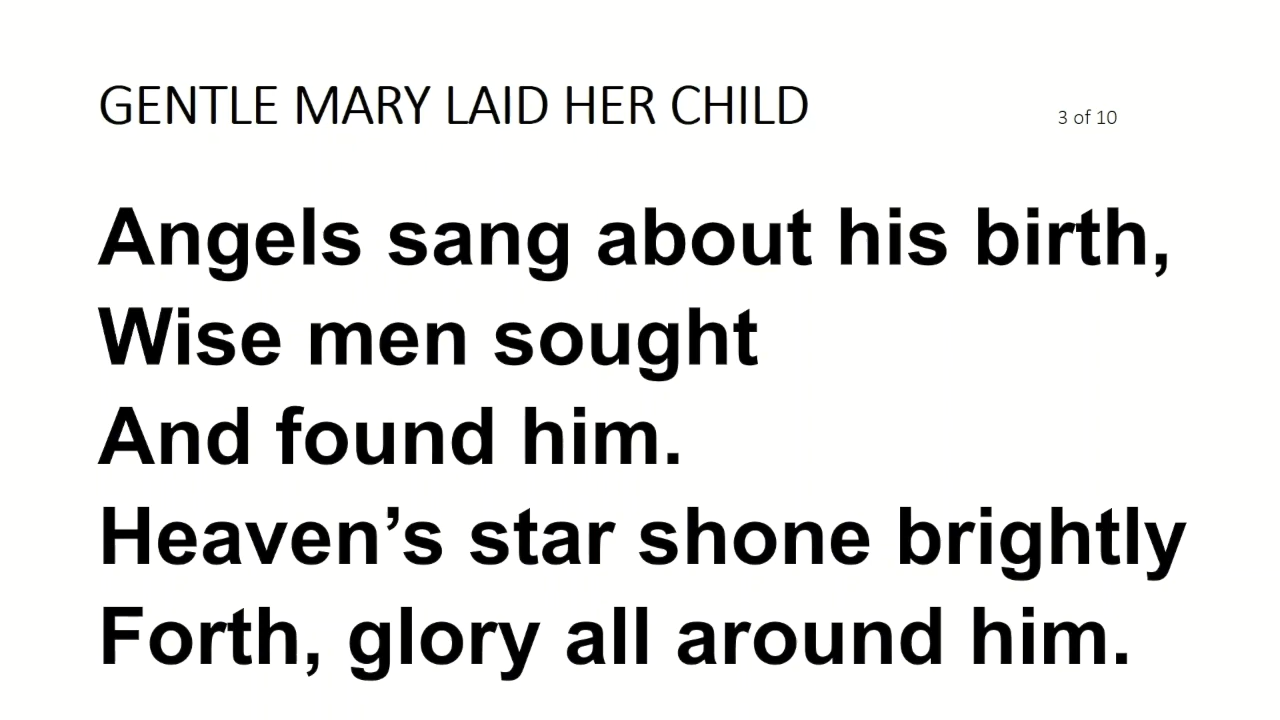 GENTLE MARY LAID HER CHILD 3 of 10
Angels sang about his birth,
Wise men sought
And found him.
Heaven’s star shone brightly
Forth, glory all around him.